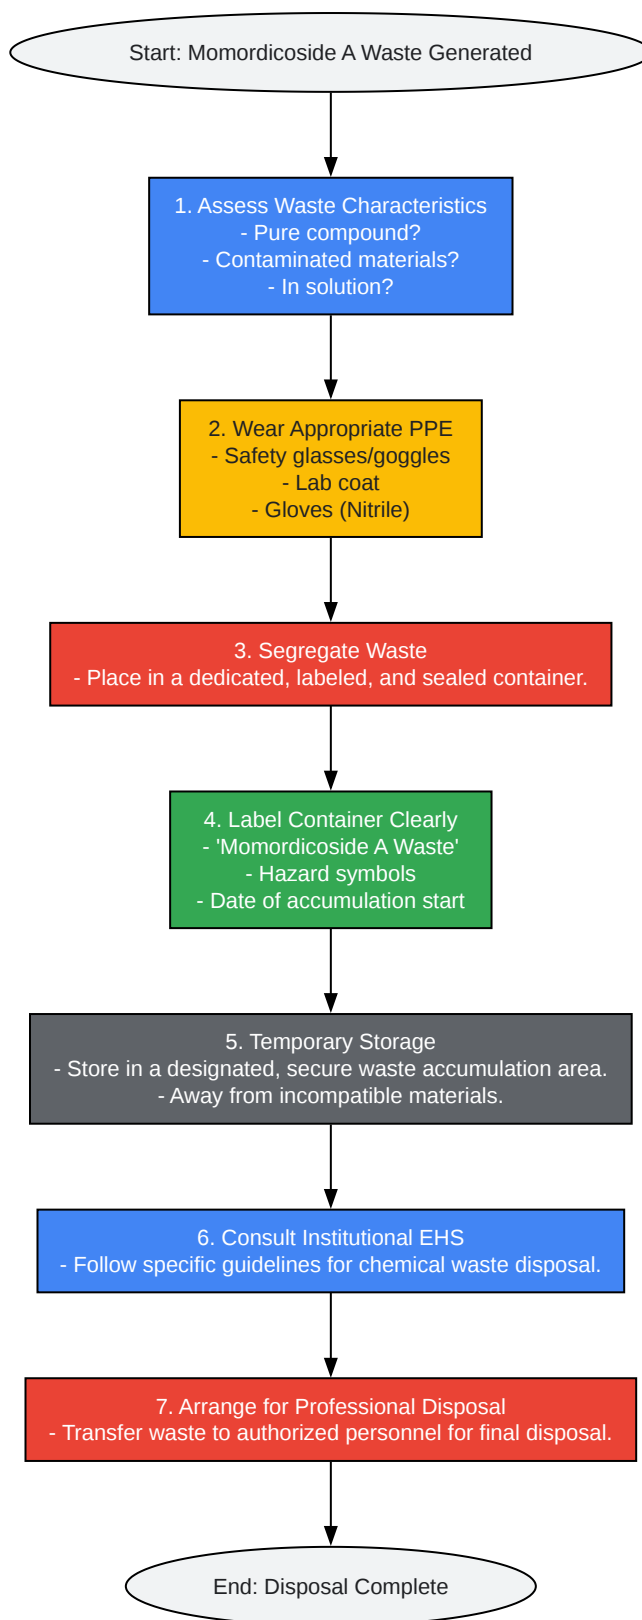 Start: Momordicoside A Waste Generated
1. Assess Waste Characteristics
- Pure compound?
- Contaminated materials?
- In solution?
2. Wear Appropriate PPE
- Safety glasses/goggles
- Lab coat
- Gloves (Nitrile)
3. Segregate Waste
- Place in a dedicated, labeled, and sealed container.
4. Label Container Clearly
- 'Momordicoside A Waste'
- Hazard symbols
- Date of accumulation start
5. Temporary Storage
- Store in a designated, secure waste accumulation area.
- Away from incompatible materials.
6. Consult Institutional EHS
- Follow specific guidelines for chemical waste disposal.
7. Arrange for Professional Disposal
- Transfer waste to authorized personnel for final disposal.
End: Disposal Complete